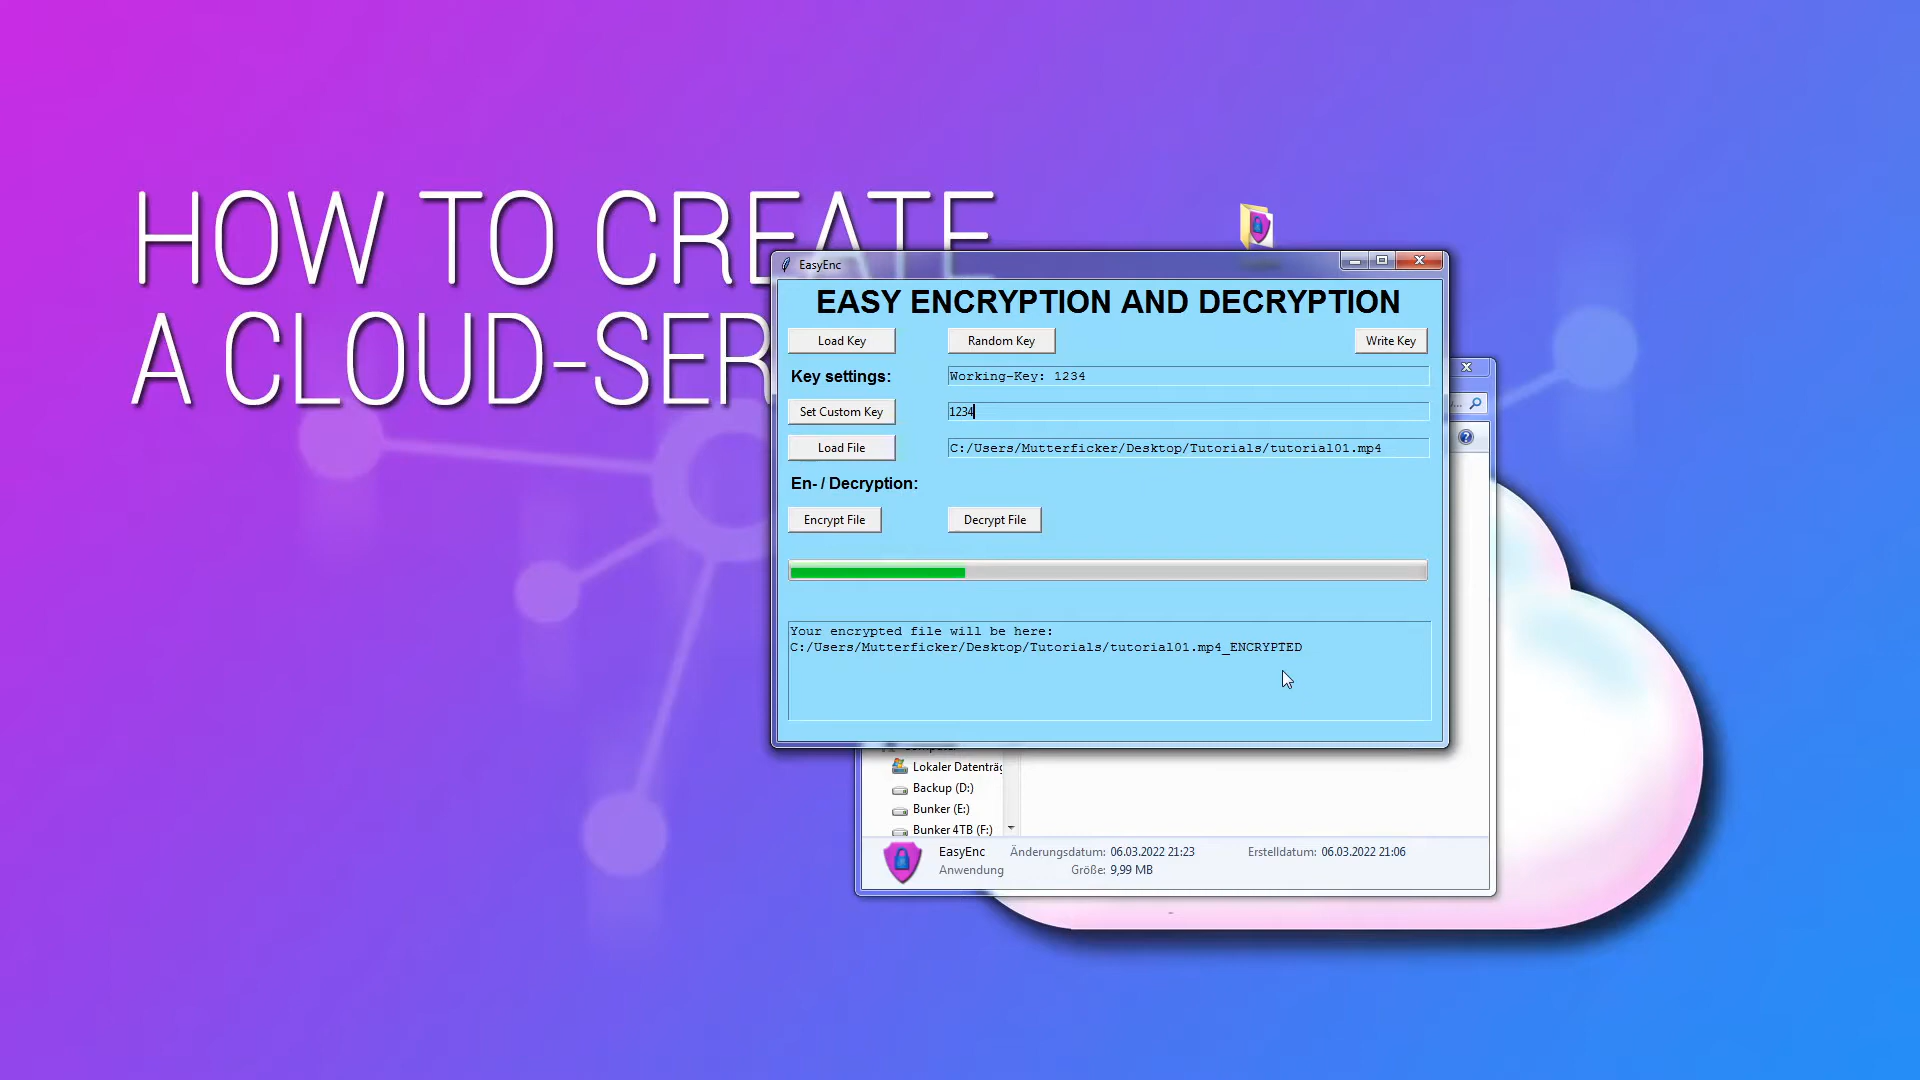 HOW TO CREATE
A CLOUD-SER
EasyEnc
EASY ENCRYPTION AND DECRYPTION
Load Key
Random Key
Write Key
Key settings:
Working-Key: 1234
Set Custom Key
1234
Load File
C:/Users/Mutterficker/Desktop/Tutorials/tutorial01.mp4
En- / Decryption:
Encrypt File
Decrypt File
Your encrypted file will be here:
C:/Users/Mutterficker/Desktop/Tutorials/tutorial01.mp4_ENCRYPTED
Lokaler Datenträg
Backup (D:)
Bunker (E:)
Bunker 4TB (F:)
EasyEnc Änderungsdatum: 06.03.2022 21:23 Erstelldatum: 06.03.2022 21:06
Anwendung Größe: 9,99 MB